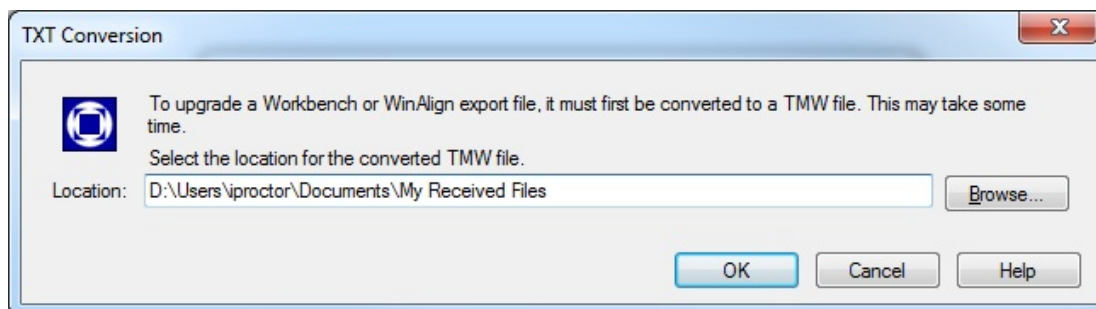 TXT Conversion
To upgrade a Workbench or WinAlign export file, it must first be converted to a TMW file. This may take some
time.
Select the location for the converted TMW file.
Location: D:\Users\iproctor\Documents\My Received Files Browse...
OK Cancel Help